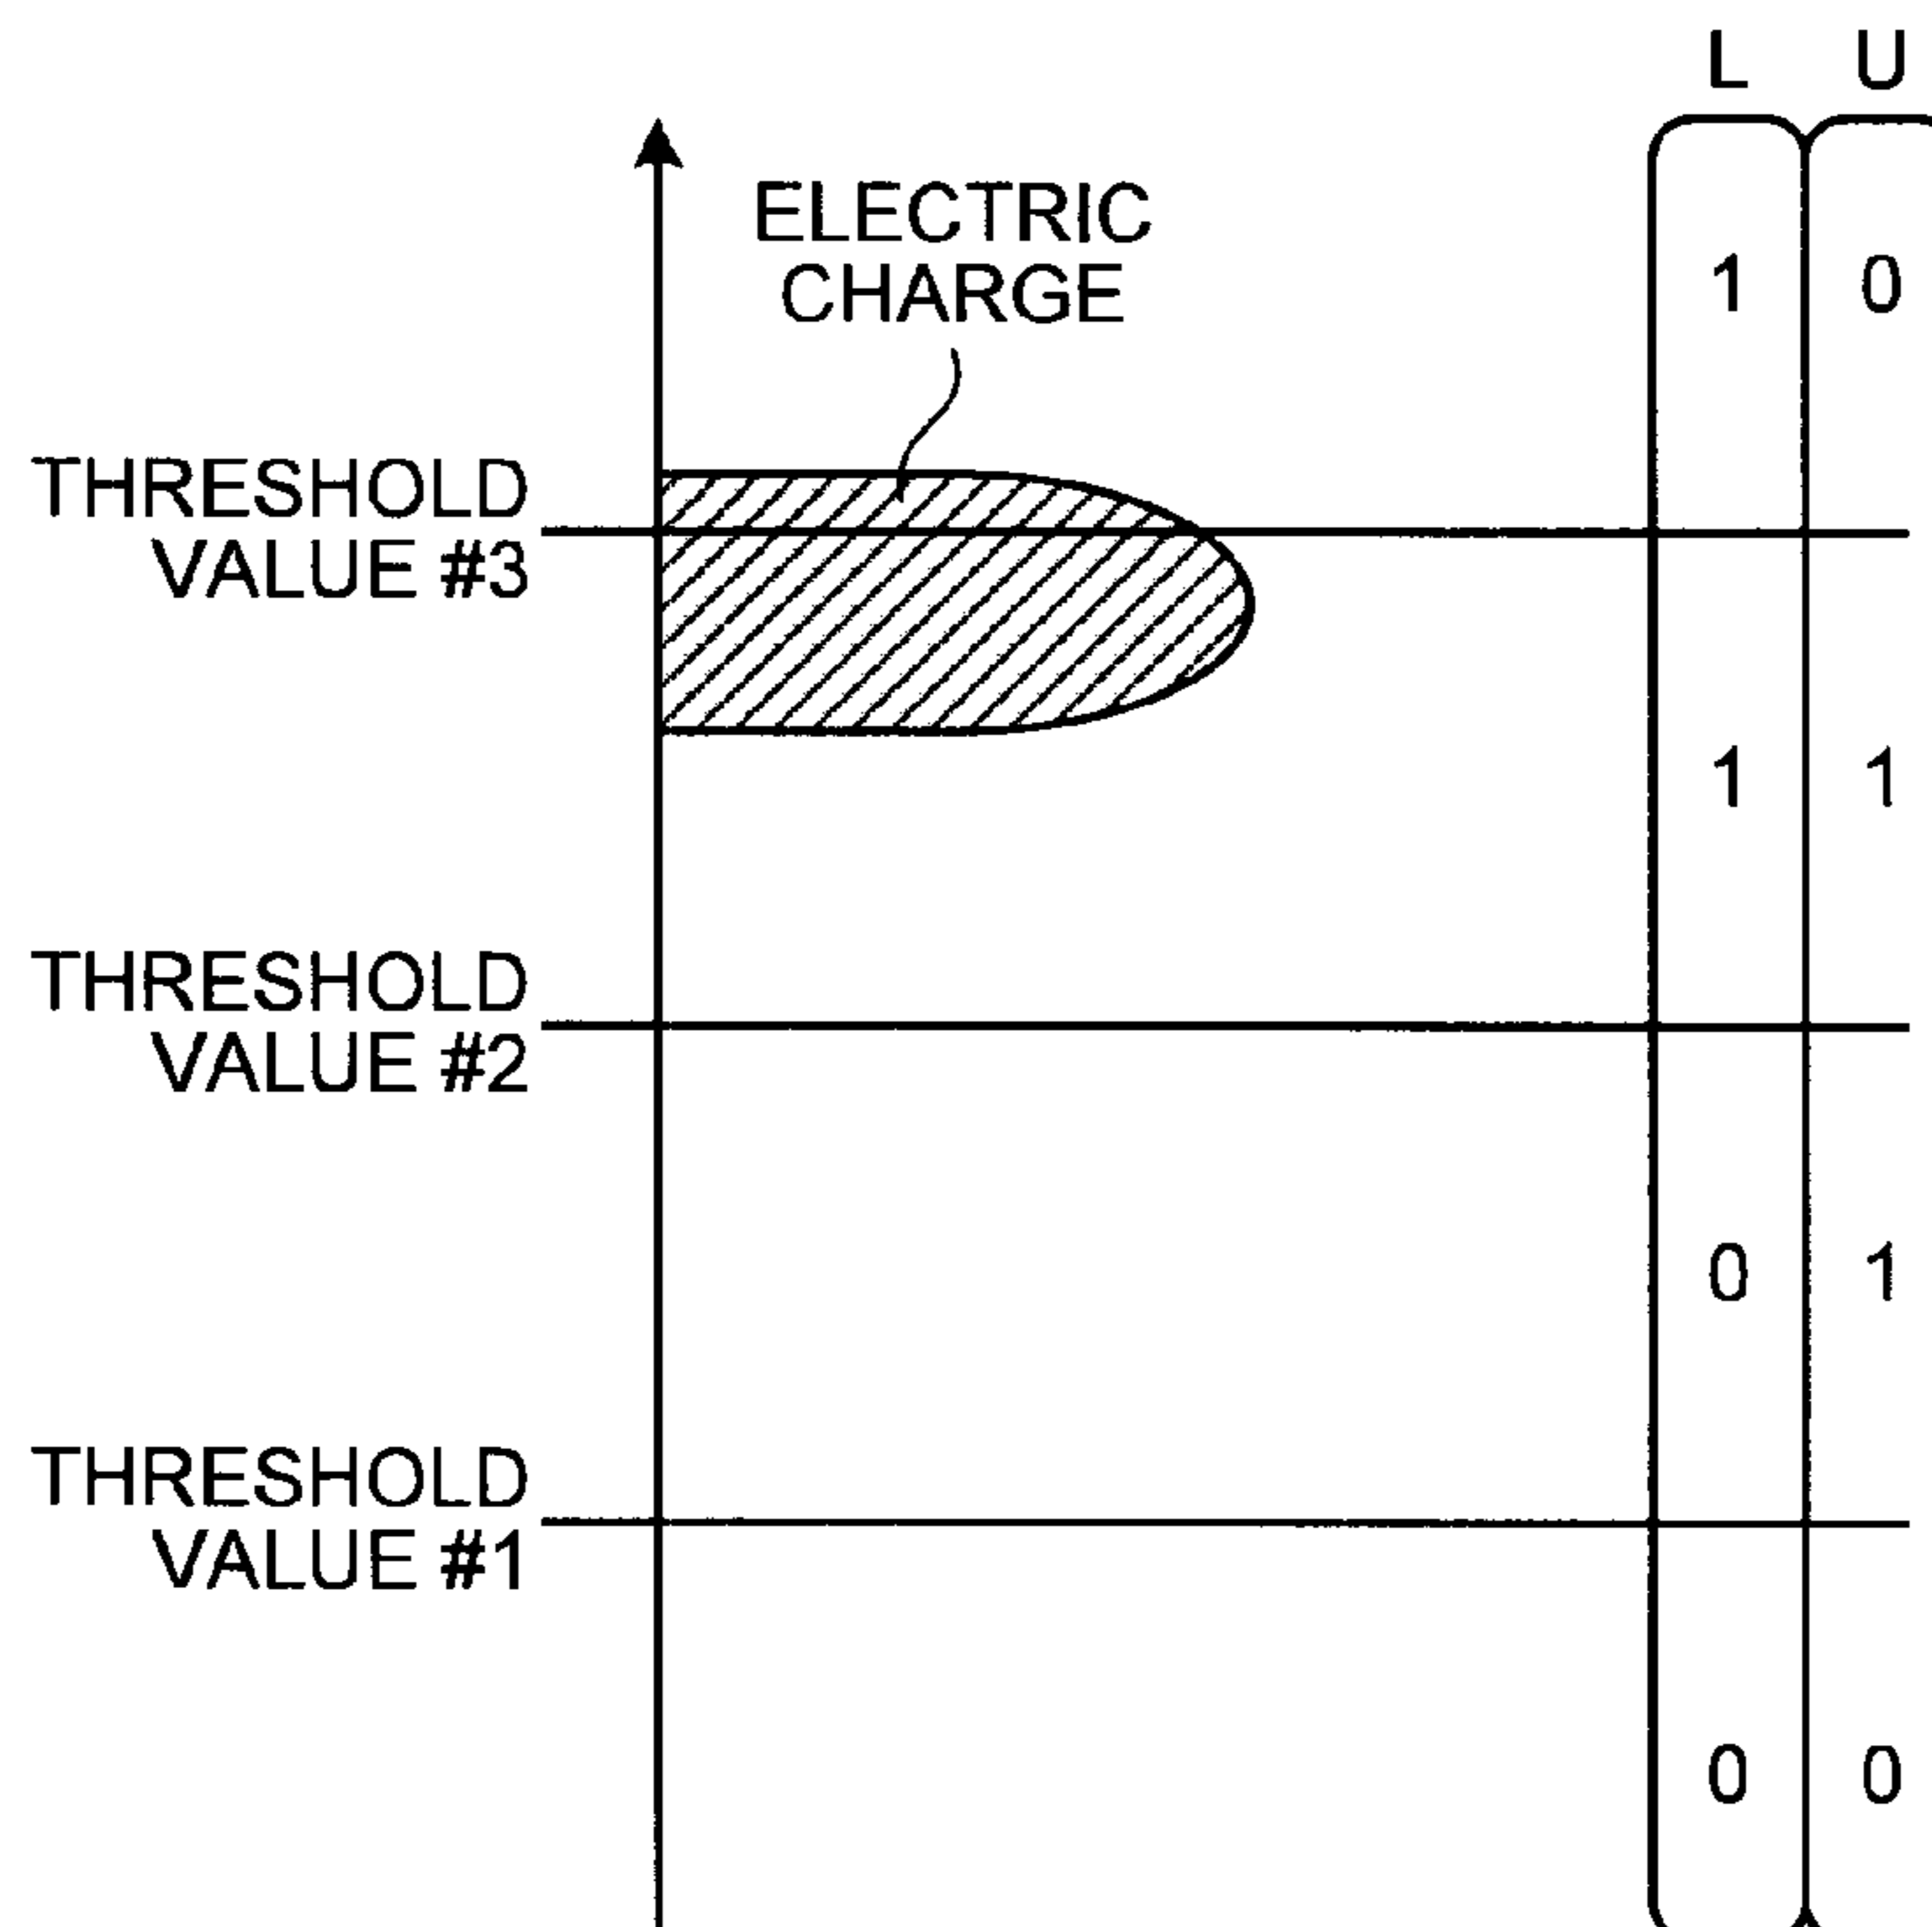 L U
ELECTRIC
CHARGE
1 0
THRESHOLD
VALUE #3
1 1
THRESHOLD
VALUE #2
0 1
THRESHOLD
VALUE #1
0 0